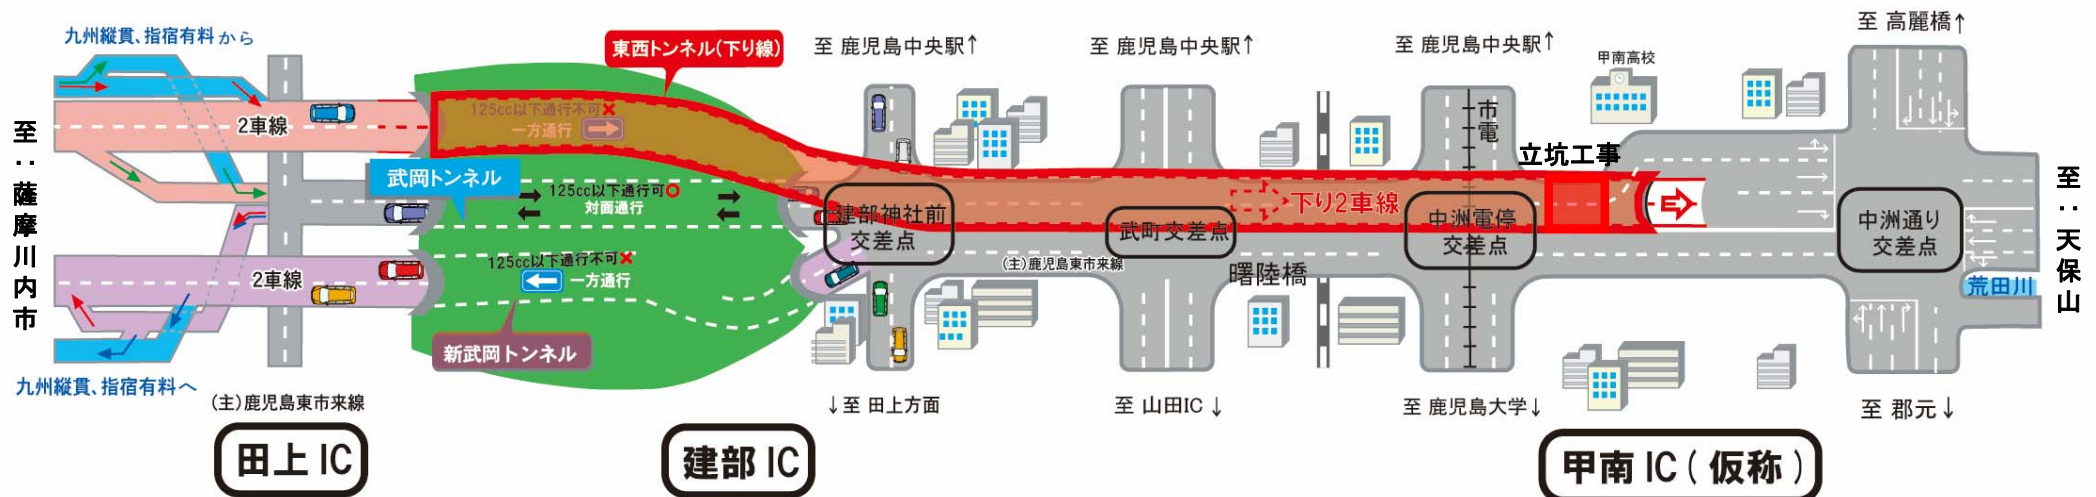 九州縦貫、指宿有料から
東西トンネル(下り線)
至 鹿児島中央駅↑
至 鹿児島中央駅↑
至 鹿児島中央駅↑
至 高麗橋↑
甲南高校
至‥薩摩川内市
2車線
125cc以下通行不可✖
一方通行
市電
立坑工事
至‥天保山
武岡トンネル
125cc以下通行可○
対面通行
建部神社前
交差点
武町交差点
下り2車線
中洲電停
交差点
中洲通り
交差点
2車線
125cc以下通行不可✖
一方通行
(主)鹿児島東市来線
曙陸橋
荒田川
新武岡トンネル
九州縦貫、指宿有料へ
(主)鹿児島東市来線
↓至 田上方面
至 山田IC ↓
至 鹿児島大学↓
至 郡元↓
田上 IC
建部 IC
甲南 IC ( 仮称 )